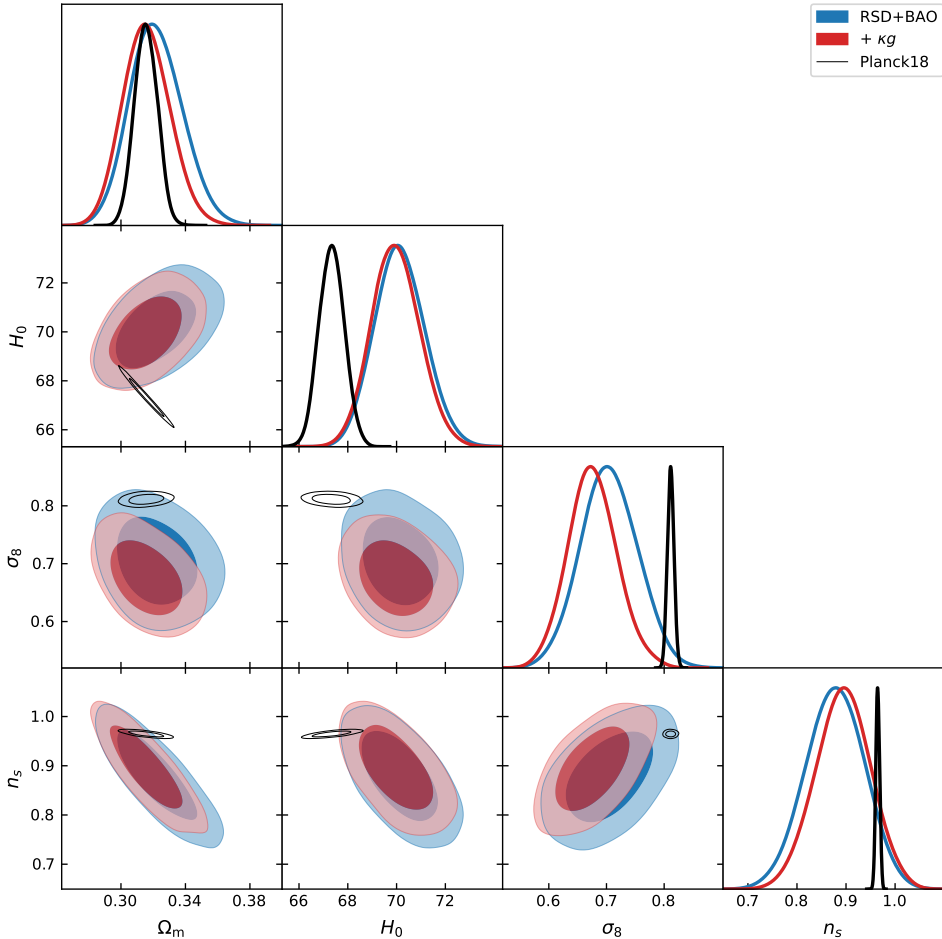 RSD+BAO
+ κg
Planck18
72
70
68
66
H₀
0.8
0.7
0.6
σ₈
1.0
0.9
0.8
0.7
nₛ
0.30 0.34 0.38
66 68 70 72
0.6 0.7 0.8
0.7 0.8 0.9 1.0
Ωₘ
H₀
σ₈
nₛ